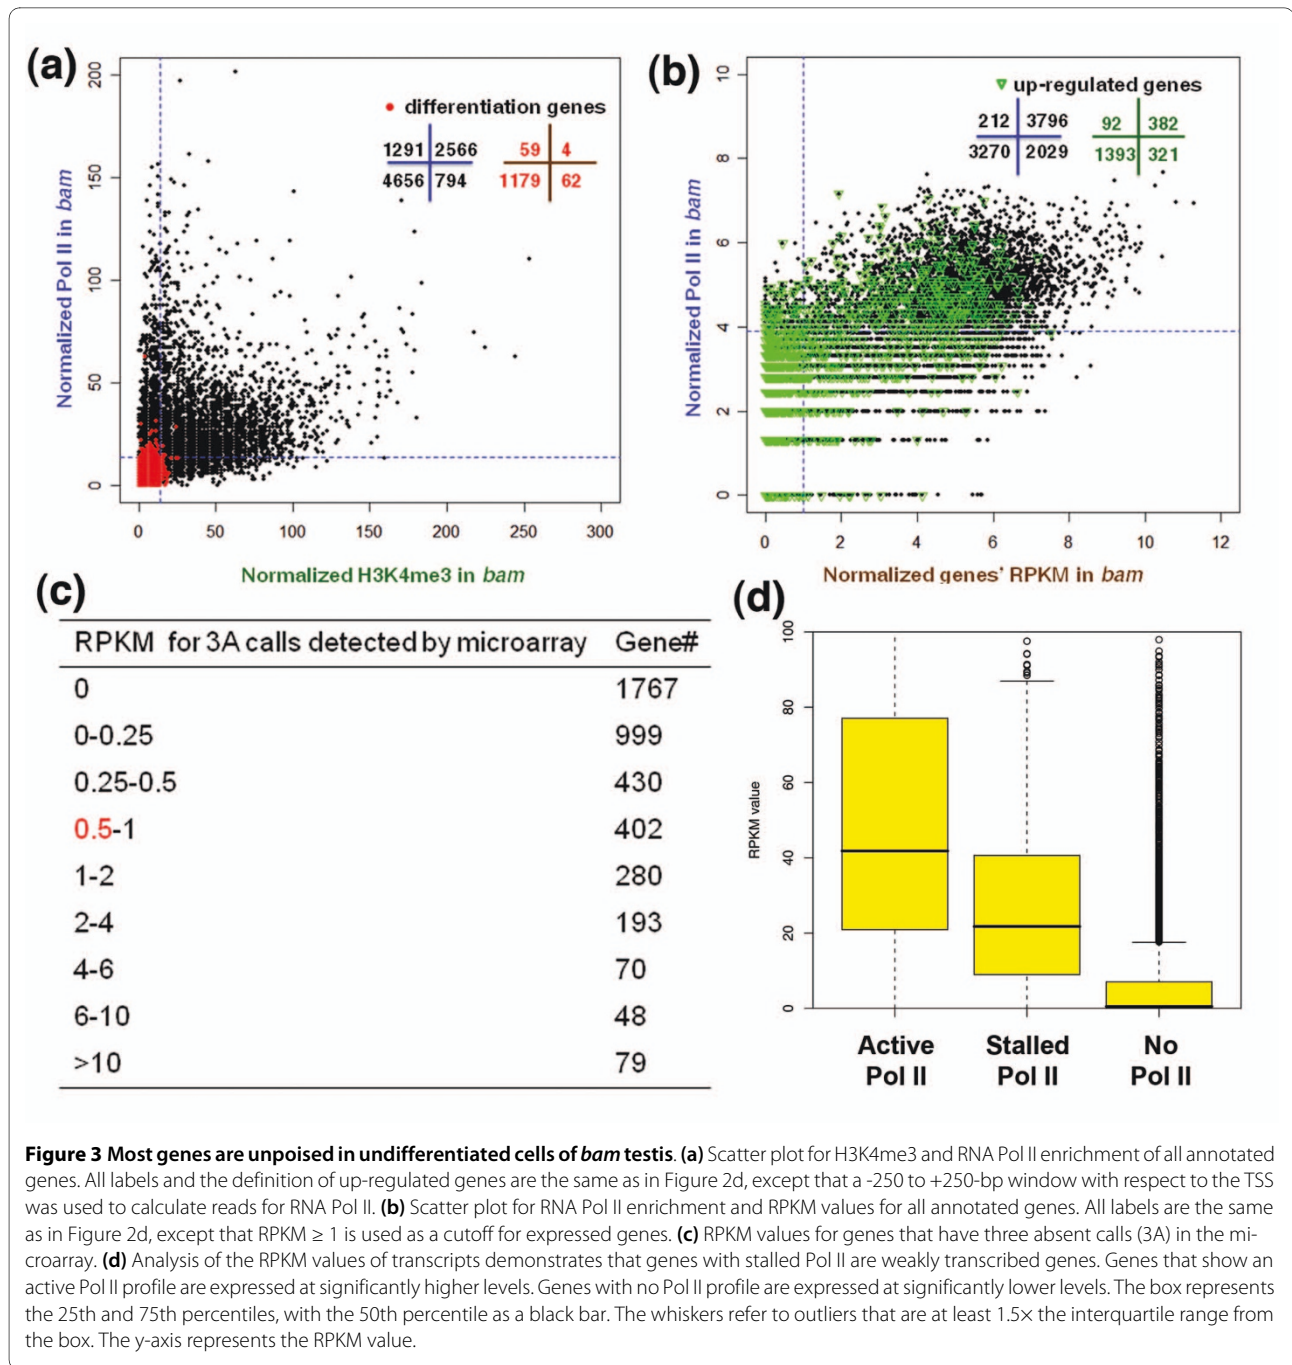 (a)
200
150
100
50
0
Normalized Pol II in bam
differentiation genes
1291 2566
4656 794
59 4
1179 62
0 50 100 150 200 250 300
Normalized H3K4me3 in bam
(b)
10
8
6
4
2
0
Normalized Pol II in bam
up-regulated genes
212 3796
3270 2029
92 382
1393 321
0 2 4 6 8 10 12
Normalized genes' RPKM in bam
(c)
RPKM for 3A calls detected by microarray Gene#
0 1767
0-0.25 999
0.25-0.5 430
0.5-1 402
1-2 280
2-4 193
4-6 70
6-10 48
>10 79
(d)
100
80
60
40
20
0
RPKM value
Active Stalled No
Pol II Pol II Pol II
Figure 3 Most genes are unpoised in undifferentiated cells of bam testis. (a) Scatter plot for H3K4me3 and RNA Pol II enrichment of all annotated
genes. All labels and the definition of up-regulated genes are the same as in Figure 2d, except that a -250 to +250-bp window with respect to the TSS
was used to calculate reads for RNA Pol II. (b) Scatter plot for RNA Pol II enrichment and RPKM values for all annotated genes. All labels are the same
as in Figure 2d, except that RPKM ≥ 1 is used as a cutoff for expressed genes. (c) RPKM values for genes that have three absent calls (3A) in the mi-
croarray. (d) Analysis of the RPKM values of transcripts demonstrates that genes with stalled Pol II are weakly transcribed genes. Genes that show an
active Pol II profile are expressed at significantly higher levels. Genes with no Pol II profile are expressed at significantly lower levels. The box represents
the 25th and 75th percentiles, with the 50th percentile as a black bar. The whiskers refer to outliers that are at least 1.5× the interquartile range from
the box. The y-axis represents the RPKM value.